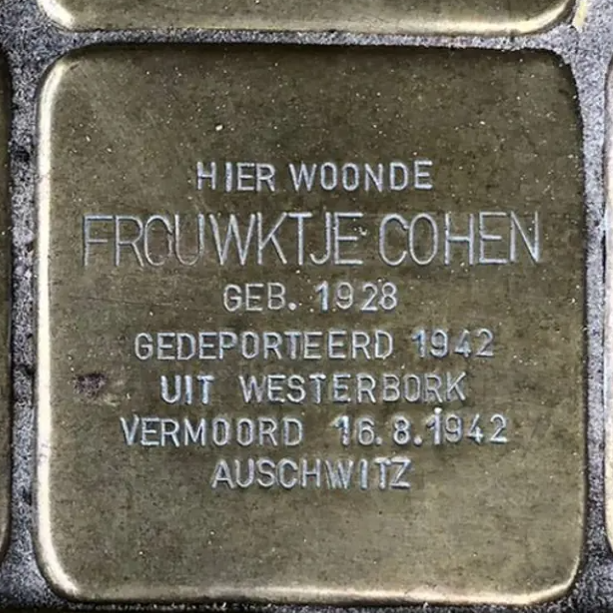 HIER WOONDE
FROUWKTJE COHEN
GEB. 1928
GEDEPORTEERD 1942
UIT WESTERBORK
VERMOORD 16.8.1942
AUSCHWITZ